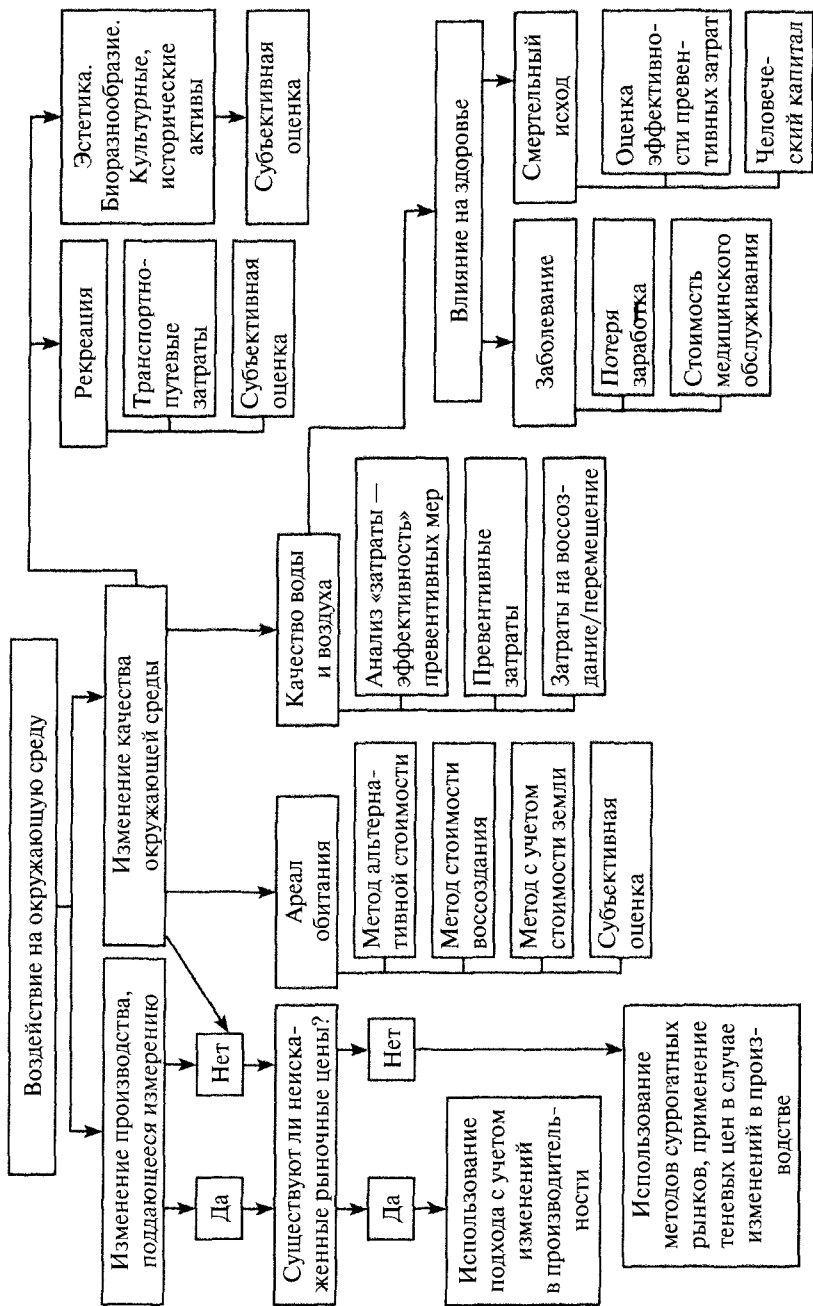 Воздействие на окружающую среду
Изменение производства,
поддающееся измерению
Изменение качества
окружающей среды
Да
Нет
Существуют ли неиска-
женные рыночные цены?
Да
Нет
Использование
подхода с учетом
изменений
в производитель-
ности
Использование
методов суррогатных
рынков, применение
теневых цен в случае
изменений в произ-
водстве
Ареал
обитания
Метод альтерна-
тивной стоимости
Метод стоимости
воссоздания
Метод с учетом
стоимости земли
Субъективная
оценка
Качество воды
и воздуха
Анализ «затраты —
эффективность»
превентивных мер
Превентивные
затраты
Затраты на воссоз-
дание/перемещение
Рекреация
Транспортно-
путевые
затраты
Субъективная
оценка
Эстетика.
Биоразнообразие.
Культурные,
исторические
активы
Субъективная
оценка
Влияние на здоровье
Заболевание
Потеря
заработка
Стоимость
медицинского
обслуживания
Смертельный
исход
Оценка
эффективно-
сти превен-
тивных затрат
Человече-
ский капитал